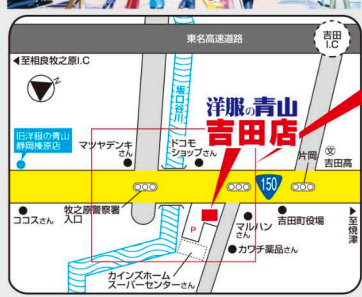 東名高速道路
吉田
I.C
◀至相良牧之原I.C
N
坂口谷川
洋服の青山
吉田店
旧洋服の青山
静岡榛原店
マツヤデンキ
さん
ドコモ
ショップさん
片岡
文
吉田高
150
ココスさん
牧之原警察署
入口
P
マルハン
さん
吉田町役場
▶至焼津
カワチ薬品さん
カインズホーム
スーパーセンターさん